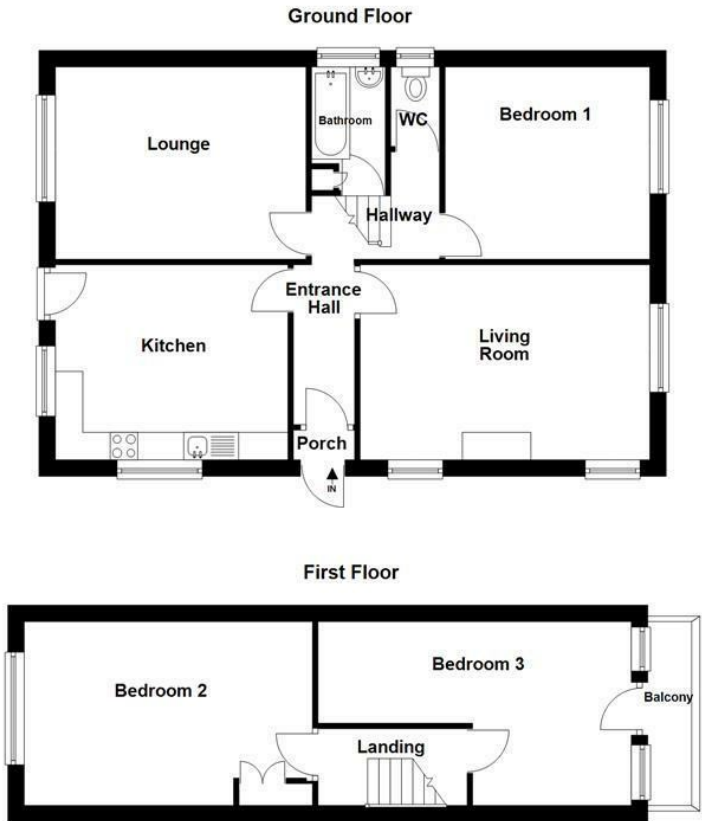 Ground Floor
Lounge
Bathroom
WC
Bedroom 1
Hallway
Entrance
Hall
Kitchen
Living
Room
Porch
IN
First Floor
Bedroom 2
Bedroom 3
Balcony
Landing